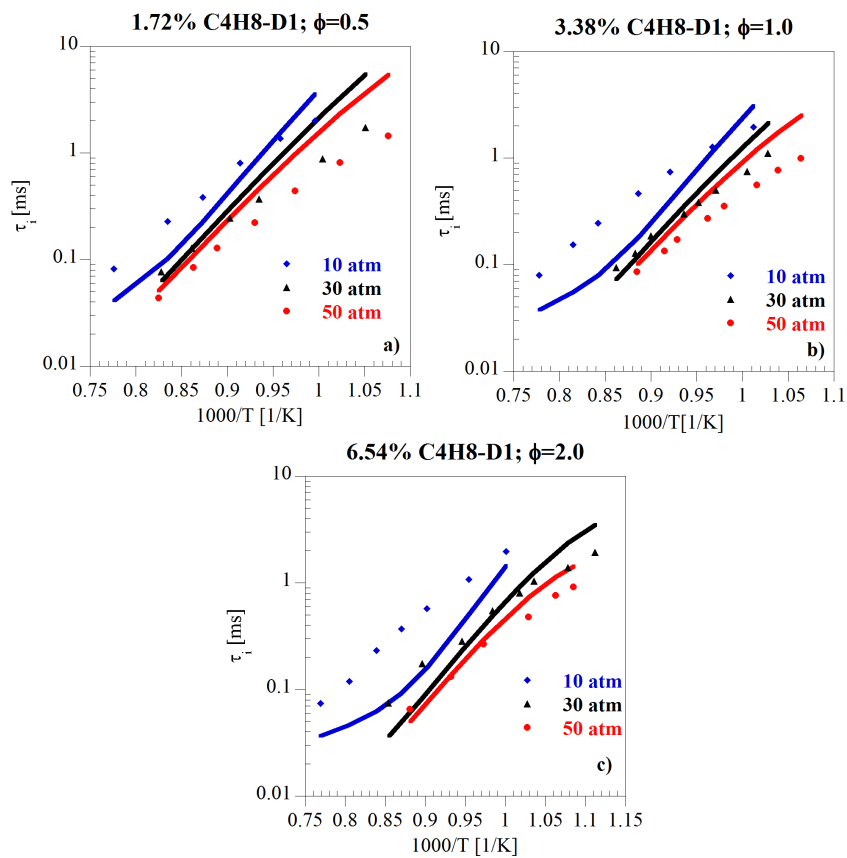 1.72% C4H8-D1; ϕ=0.5
10
1
0.1
0.01
τi [ms]
10 atm
30 atm
50 atm
a)
0.75 0.8 0.85 0.9 0.95 1 1.05 1.1
1000/T [1/K]
3.38% C4H8-D1; ϕ=1.0
10
1
0.1
0.01
τi [ms]
10 atm
30 atm
50 atm
b)
0.75 0.8 0.85 0.9 0.95 1 1.05 1.1
1000/T[1/K]
6.54% C4H8-D1; ϕ=2.0
10
1
0.1
0.01
τi [ms]
10 atm
30 atm
50 atm
c)
0.75 0.8 0.85 0.9 0.95 1 1.05 1.1 1.15
1000/T [1/K]